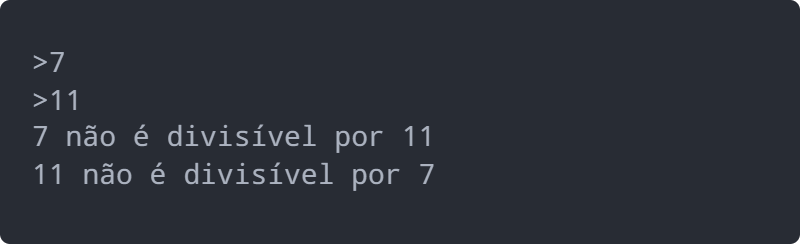 >7
>11
7 não é divisível por 11
11 não é divisível por 7